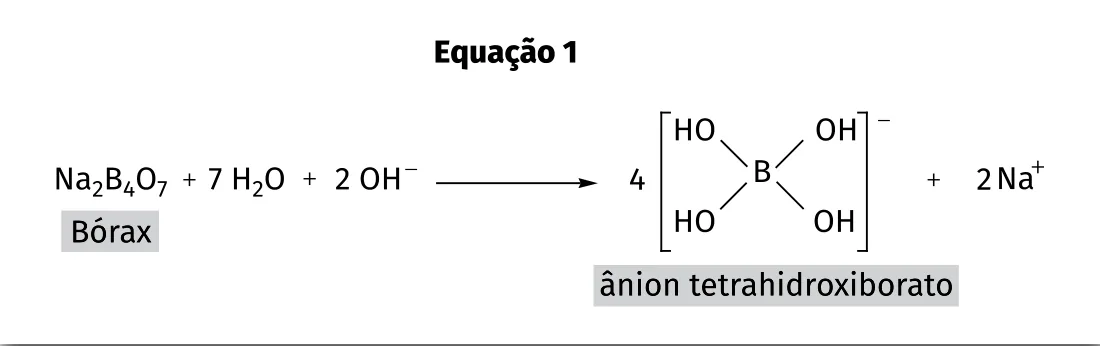 Equação 1
HO OH −
Na₂B₄O₇ + 7 H₂O + 2 OH⁻ ⟶ 4 B + 2 Na⁺
HO OH
Bórax
ânion tetrahidroxiborato